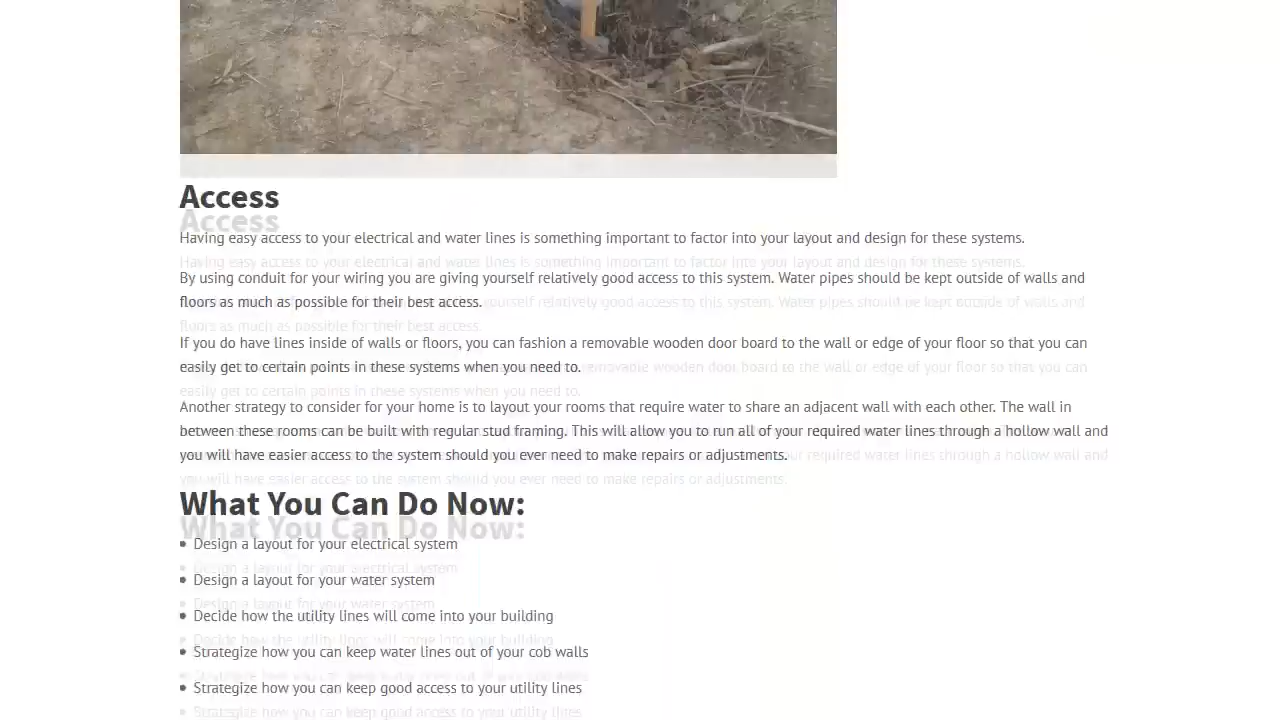 Access
Having easy access to your electrical and water lines is something important to factor into your layout and design for these systems.
By using conduit for your wiring you are giving yourself relatively good access to this system. Water pipes should be kept outside of walls and
floors as much as possible for their best access.
If you do have lines inside of walls or floors, you can fashion a removable wooden door board to the wall or edge of your floor so that you can
easily get to certain points in these systems when you need to.
Another strategy to consider for your home is to layout your rooms that require water to share an adjacent wall with each other. The wall in
between these rooms can be built with regular stud framing. This will allow you to run all of your required water lines through a hollow wall and
you will have easier access to the system should you ever need to make repairs or adjustments.
What You Can Do Now:
• Design a layout for your electrical system
• Design a layout for your water system
• Decide how the utility lines will come into your building
• Strategize how you can keep water lines out of your cob walls
• Strategize how you can keep good access to your utility lines